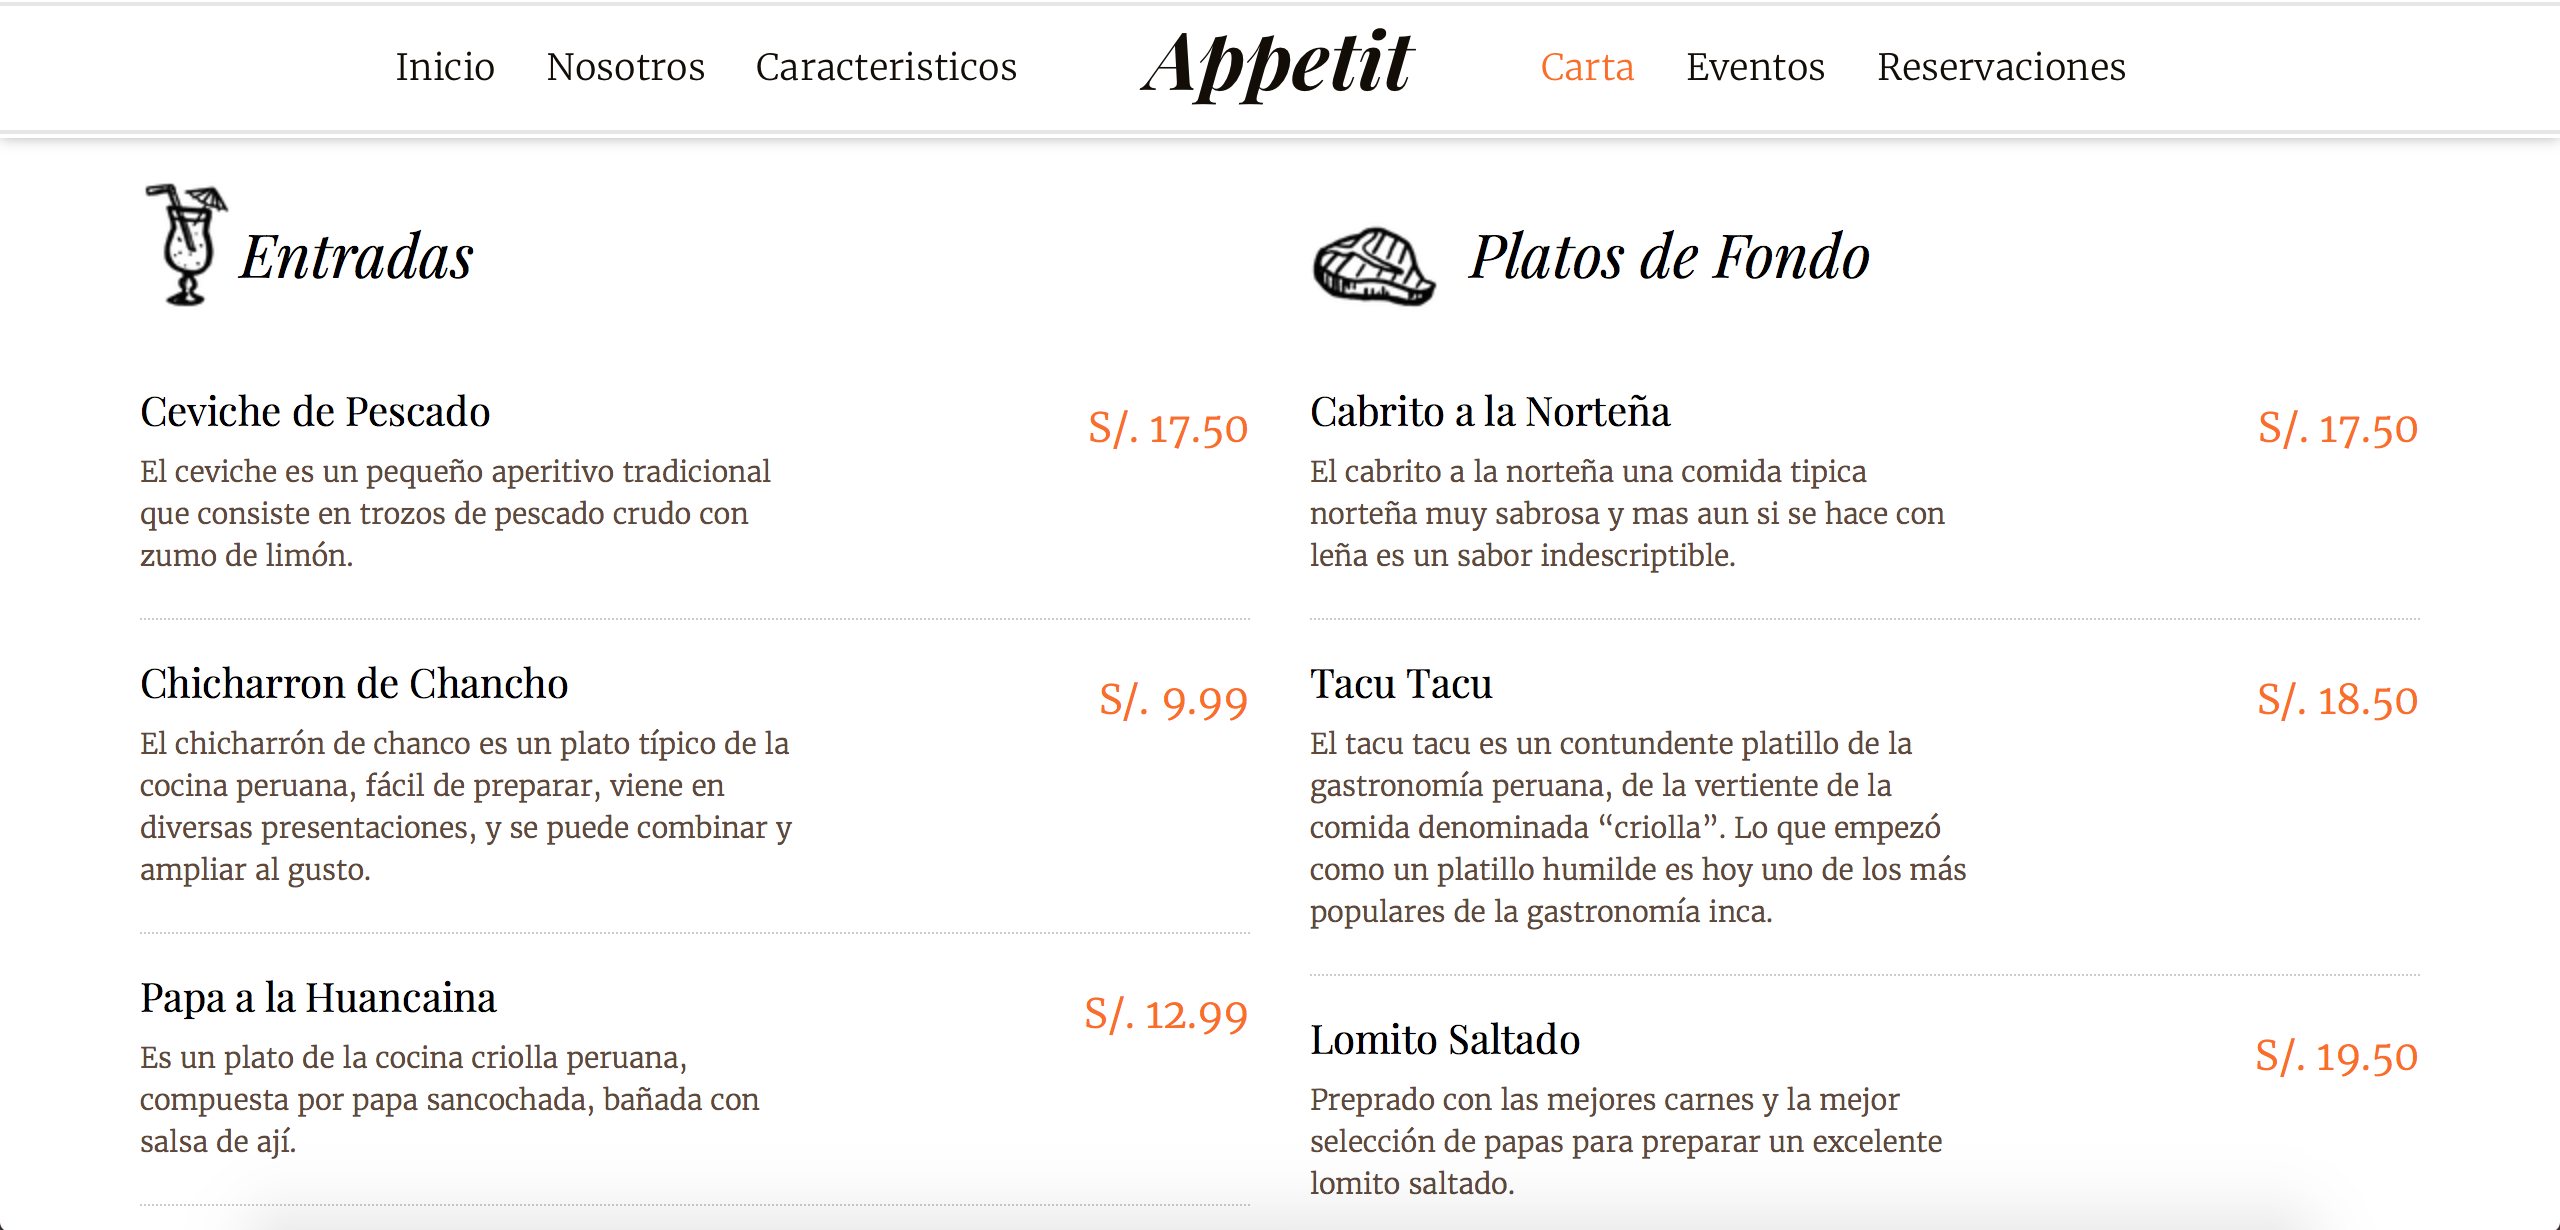 Inicio Nosotros Caracteristicos Appetit Carta Eventos Reservaciones
Entradas
Ceviche de Pescado
S/. 17.50
El ceviche es un pequeño aperitivo tradicional
que consiste en trozos de pescado crudo con
zumo de limón.
Chicharron de Chancho
S/. 9.99
El chicharrón de chanco es un plato típico de la
cocina peruana, fácil de preparar, viene en
diversas presentaciones, y se puede combinar y
ampliar al gusto.
Papa a la Huancaina
S/. 12.99
Es un plato de la cocina criolla peruana,
compuesta por papa sancochada, bañada con
salsa de ají.
Platos de Fondo
Cabrito a la Norteña
S/. 17.50
El cabrito a la norteña una comida tipica
norteña muy sabrosa y mas aun si se hace con
leña es un sabor indescriptible.
Tacu Tacu
S/. 18.50
El tacu tacu es un contundente platillo de la
gastronomía peruana, de la vertiente de la
comida denominada “criolla”. Lo que empezó
como un platillo humilde es hoy uno de los más
populares de la gastronomía inca.
Lomito Saltado
S/. 19.50
Preprado con las mejores carnes y la mejor
selección de papas para preparar un excelente
lomito saltado.